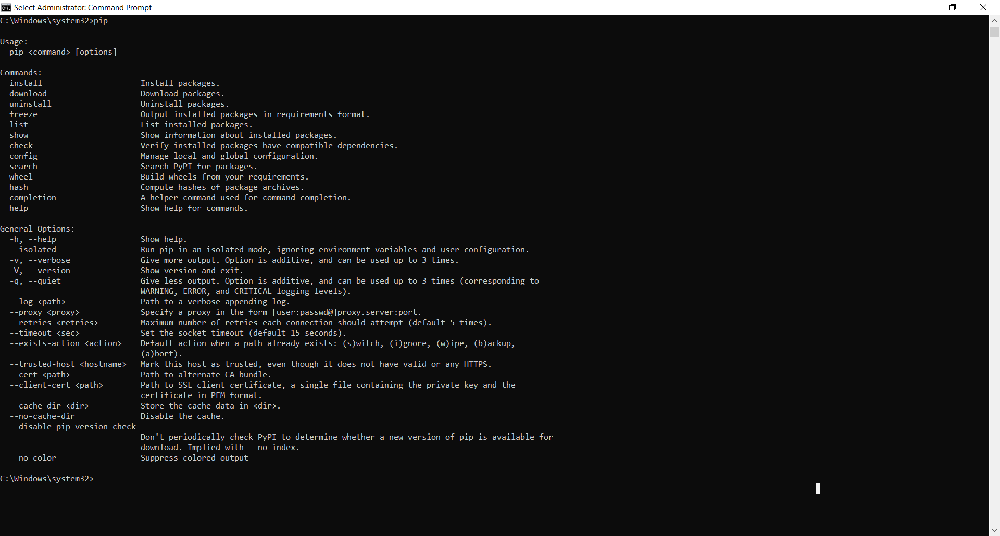 Select Administrator: Command Prompt
C:\Windows\system32>pip
Usage:
  pip <command> [options]
Commands:
  install                     Install packages.
  download                    Download packages.
  uninstall                   Uninstall packages.
  freeze                      Output installed packages in requirements format.
  list                        List installed packages.
  show                        Show information about installed packages.
  check                       Verify installed packages have compatible dependencies.
  config                      Manage local and global configuration.
  search                      Search PyPI for packages.
  wheel                       Build wheels from your requirements.
  hash                        Compute hashes of package archives.
  completion                  A helper command used for command completion.
  help                        Show help for commands.
General Options:
  -h, --help                  Show help.
  --isolated                  Run pip in an isolated mode, ignoring environment variables and user configuration.
  -v, --verbose               Give more output. Option is additive, and can be used up to 3 times.
  -V, --version               Show version and exit.
  -q, --quiet                 Give less output. Option is additive, and can be used up to 3 times (corresponding to
                              WARNING, ERROR, and CRITICAL logging levels).
  --log <path>                Path to a verbose appending log.
  --proxy <proxy>             Specify a proxy in the form [user:passwd@]proxy.server:port.
  --retries <retries>         Maximum number of retries each connection should attempt (default 5 times).
  --timeout <sec>             Set the socket timeout (default 15 seconds).
  --exists-action <action>    Default action when a path already exists: (s)witch, (i)gnore, (w)ipe, (b)ackup,
                              (a)bort).
  --trusted-host <hostname>   Mark this host as trusted, even though it does not have valid or any HTTPS.
  --cert <path>               Path to alternate CA bundle.
  --client-cert <path>        Path to SSL client certificate, a single file containing the private key and the
                              certificate in PEM format.
  --cache-dir <dir>           Store the cache data in <dir>.
  --no-cache-dir              Disable the cache.
  --disable-pip-version-check
                              Don't periodically check PyPI to determine whether a new version of pip is available for
                              download. Implied with --no-index.
  --no-color                  Suppress colored output
C:\Windows\system32>